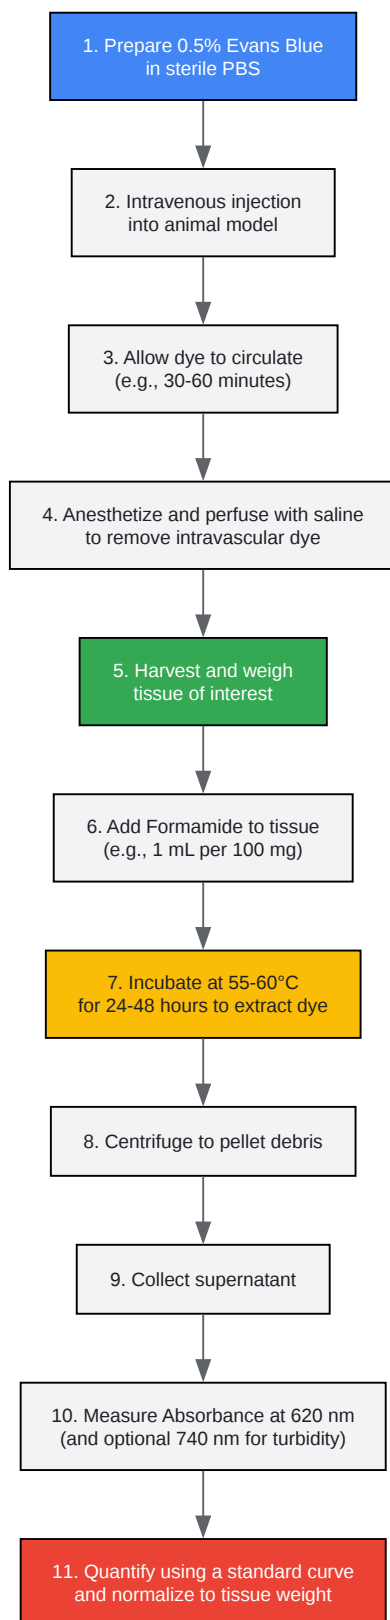 1. Prepare 0.5% Evans Blue
in sterile PBS
2. Intravenous injection
into animal model
3. Allow dye to circulate
(e.g., 30-60 minutes)
4. Anesthetize and perfuse with saline
to remove intravascular dye
5. Harvest and weigh
tissue of interest
6. Add Formamide to tissue
(e.g., 1 mL per 100 mg)
7. Incubate at 55-60°C
for 24-48 hours to extract dye
8. Centrifuge to pellet debris
9. Collect supernatant
10. Measure Absorbance at 620 nm
(and optional 740 nm for turbidity)
11. Quantify using a standard curve
and normalize to tissue weight